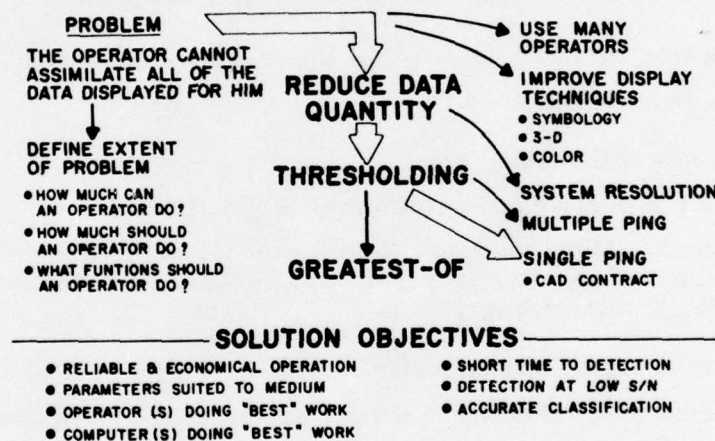 PROBLEM
THE OPERATOR CANNOT
ASSIMILATE ALL OF THE
DATA DISPLAYED FOR HIM
DEFINE EXTENT
OF PROBLEM
● HOW MUCH CAN
AN OPERATOR DO?
● HOW MUCH SHOULD
AN OPERATOR DO?
● WHAT FUNTIONS SHOULD
AN OPERATOR DO?
REDUCE DATA
QUANTITY
THRESHOLDING
GREATEST-OF
USE MANY
OPERATORS
IMPROVE DISPLAY
TECHNIQUES
● SYMBOLOGY
● 3-D
● COLOR
SYSTEM RESOLUTION
MULTIPLE PING
SINGLE PING
● CAD CONTRACT
SOLUTION OBJECTIVES
● RELIABLE & ECONOMICAL OPERATION
● PARAMETERS SUITED TO MEDIUM
● OPERATOR(S) DOING "BEST" WORK
● COMPUTER(S) DOING "BEST" WORK
● SHORT TIME TO DETECTION
● DETECTION AT LOW S/N
● ACCURATE CLASSIFICATION